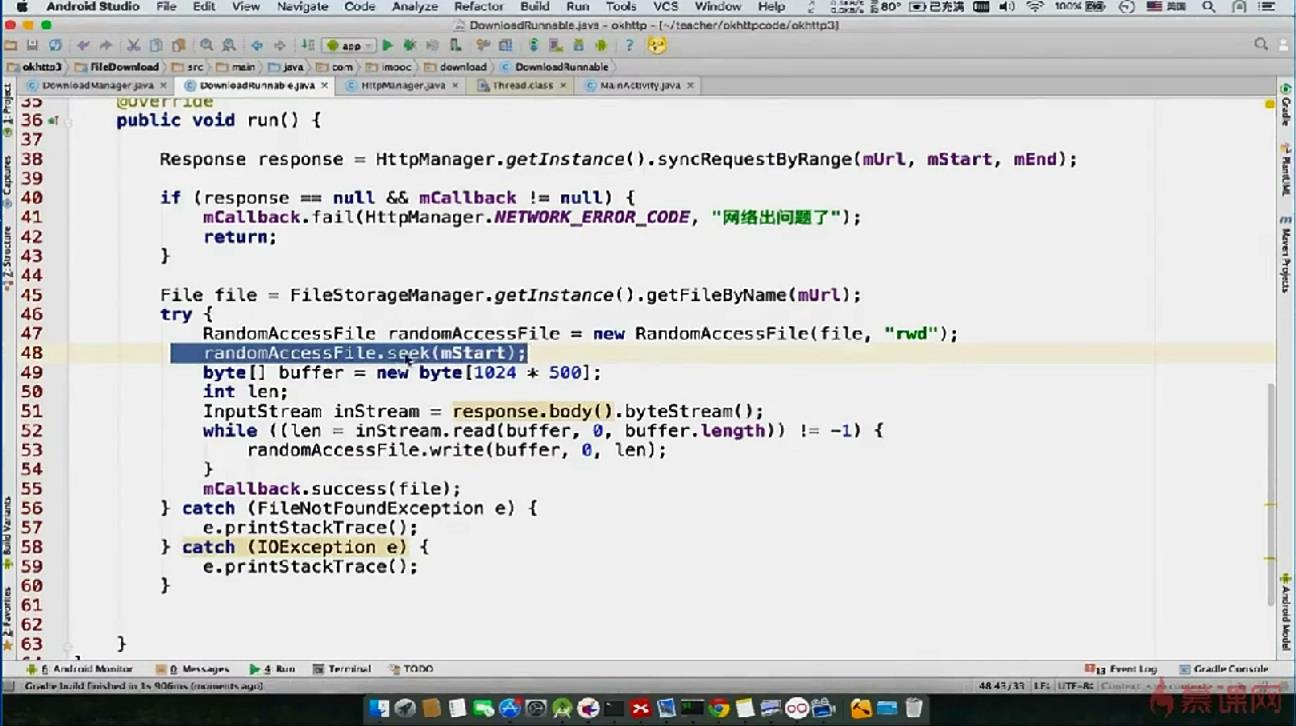 Android Studio File Edit View Navigate Code Analyze Refactor Build Run Tools VCS Window Help 80° 已充满 100% 美国
DownloadRunnable.java - okhttp - [~/teacher/okhttpcode/okhttp3]
app
okhttp3 FileDownload src main java com imooc download DownloadRunnable
DownloadManager.java DownloadRunnable.java HttpManager.java Thread.class MainActivity.java
35 @Override
36 public void run() {
37
38 Response response = HttpManager.getInstance().syncRequestByRange(mUrl, mStart, mEnd);
39
40 if (response == null && mCallback != null) {
41 mCallback.fail(HttpManager.NETWORK_ERROR_CODE, "网络出问题了");
42 return;
43 }
44
45 File file = FileStorageManager.getInstance().getFileByName(mUrl);
46 try {
47 RandomAccessFile randomAccessFile = new RandomAccessFile(file, "rwd");
48 randomAccessFile.seek(mStart);
49 byte[] buffer = new byte[1024 * 500];
50 int len;
51 InputStream inStream = response.body().byteStream();
52 while ((len = inStream.read(buffer, 0, buffer.length)) != -1) {
53 randomAccessFile.write(buffer, 0, len);
54 }
55 mCallback.success(file);
56 } catch (FileNotFoundException e) {
57 e.printStackTrace();
58 } catch (IOException e) {
59 e.printStackTrace();
60 }
61
62
63 }
1: Project
Captures
7: Structure
Build Variants
2: Favorites
Gradle
PlantUML
Maven Projects
Android Model
6: Android Monitor 0: Messages 4: Run Terminal TODO 13 Event Log Gradle Console
Gradle build finished in 1s 906ms (moments ago) 48:43/33 LF÷ UTF-8÷
慕课网